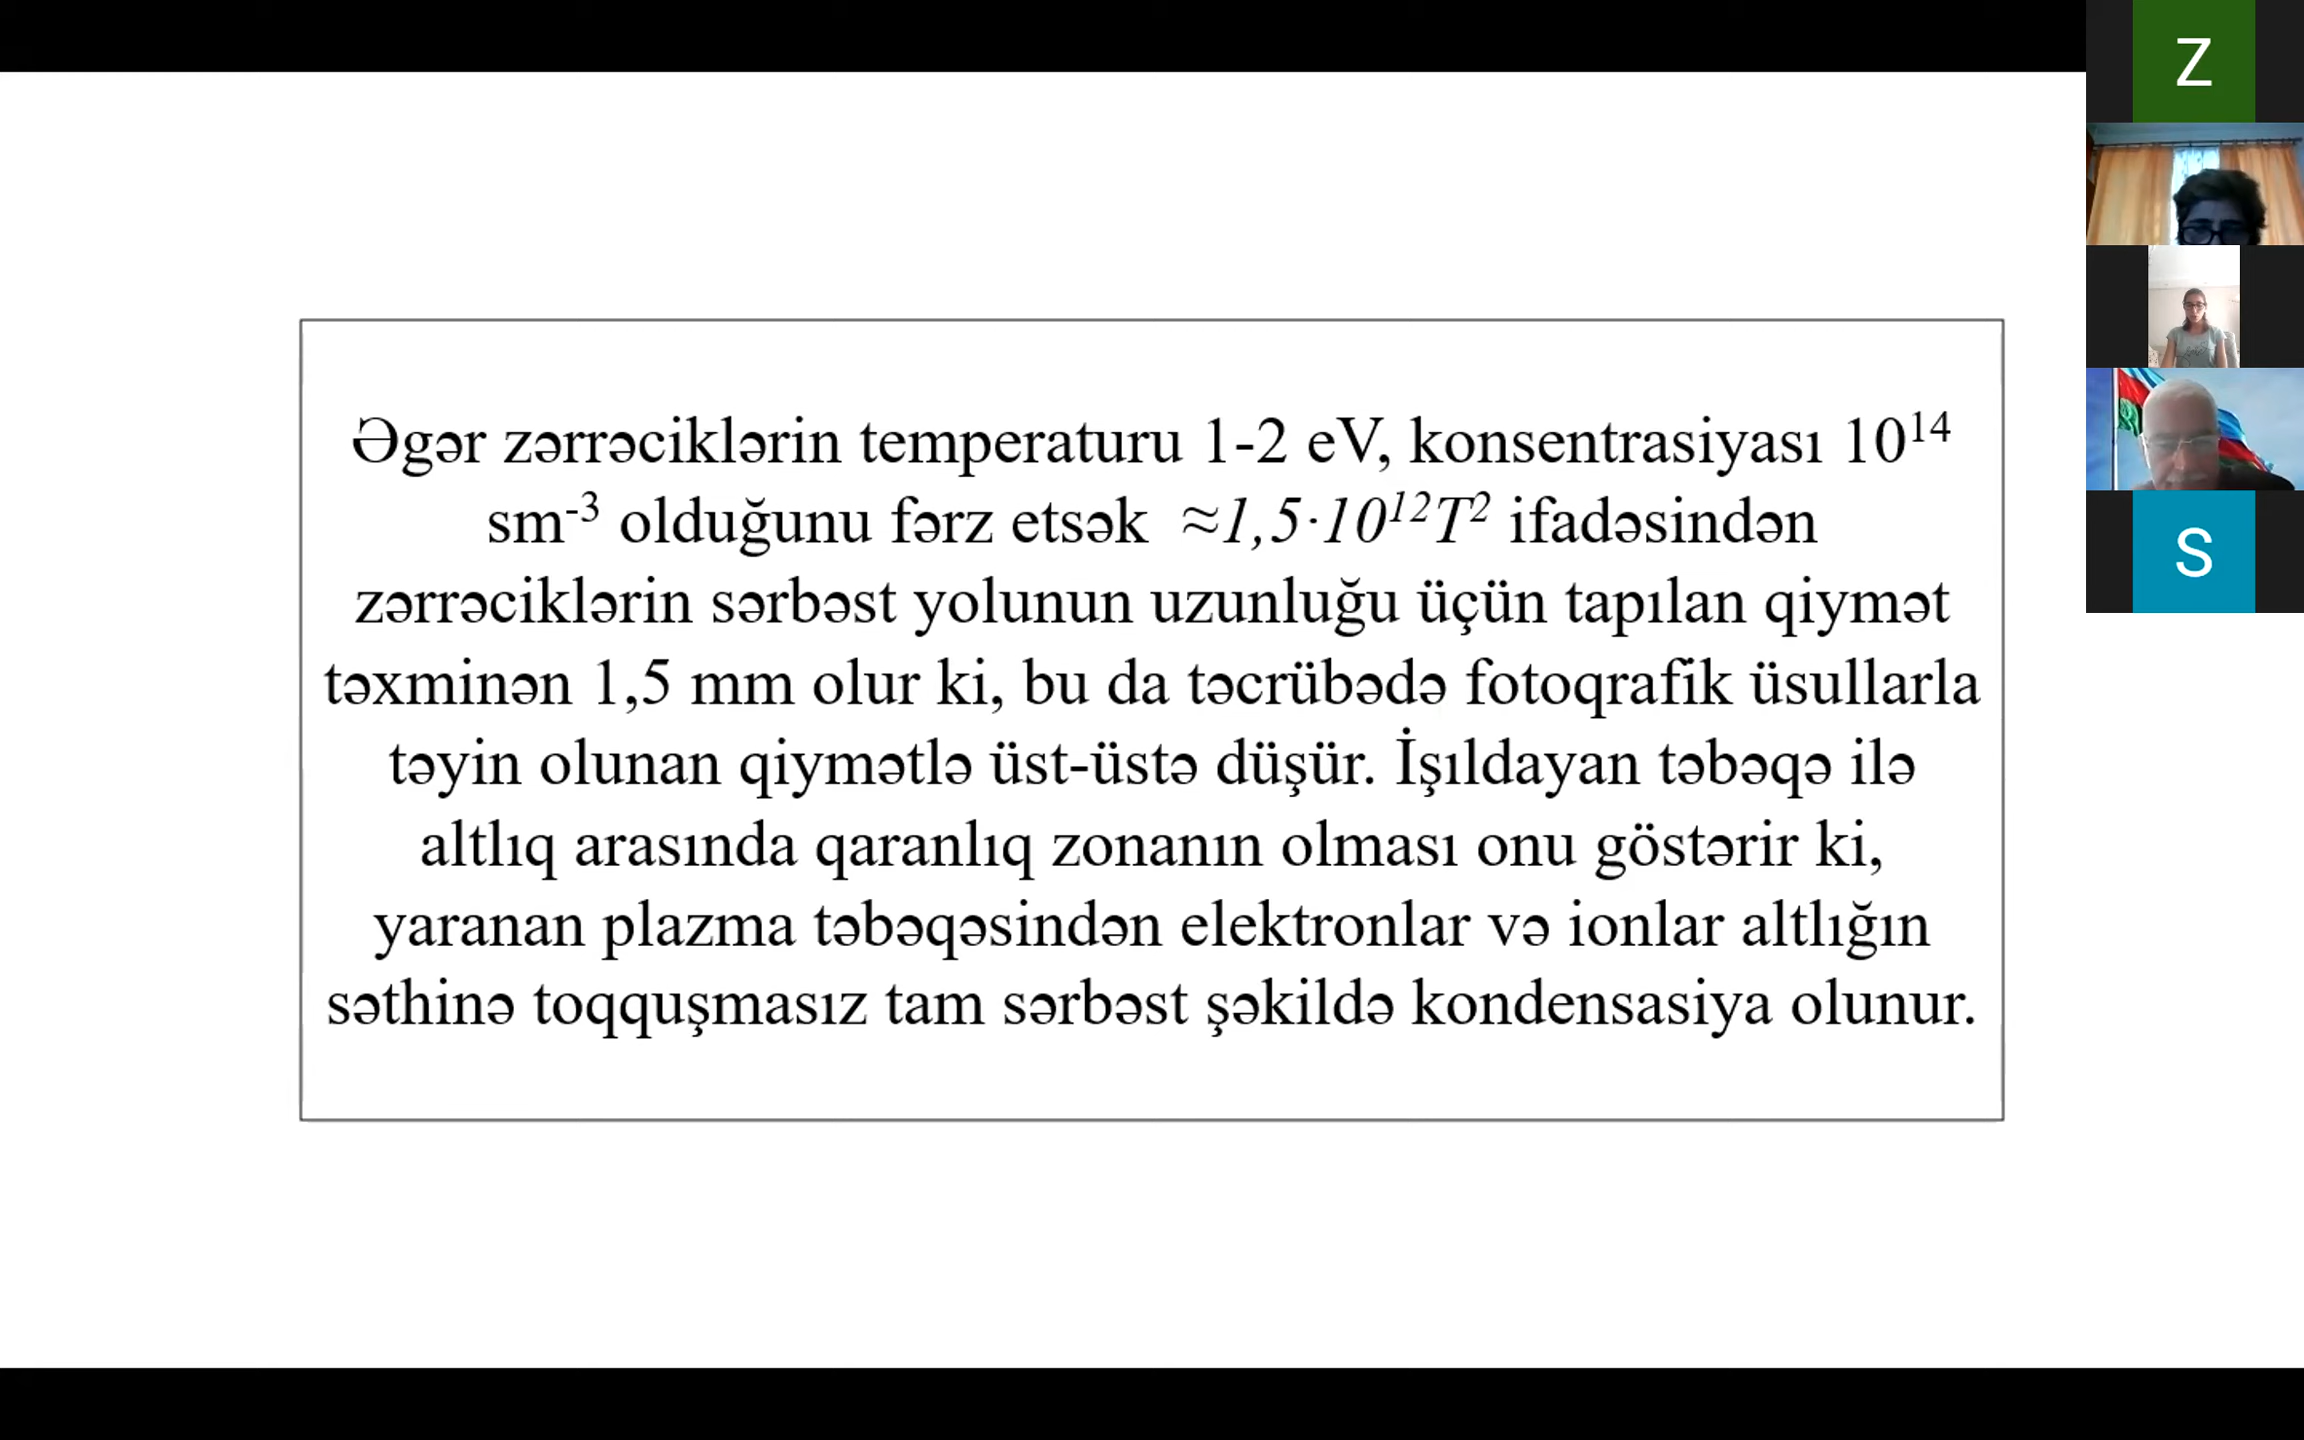 Əgər zərrəciklərin temperaturu 1-2 eV, konsentrasiyası 10¹⁴
sm⁻³ olduğunu fərz etsək ≈1,5·10¹²T² ifadəsindən
zərrəciklərin sərbəst yolunun uzunluğu üçün tapılan qiymət
təxminən 1,5 mm olur ki, bu da təcrübədə fotoqrafik üsullarla
təyin olunan qiymətlə üst-üstə düşür. İşıldayan təbəqə ilə
altlıq arasında qaranlıq zonanın olması onu göstərir ki,
yaranan plazma təbəqəsindən elektronlar və ionlar altlığın
səthinə toqquşmasız tam sərbəst şəkildə kondensasiya olunur.
Z
S